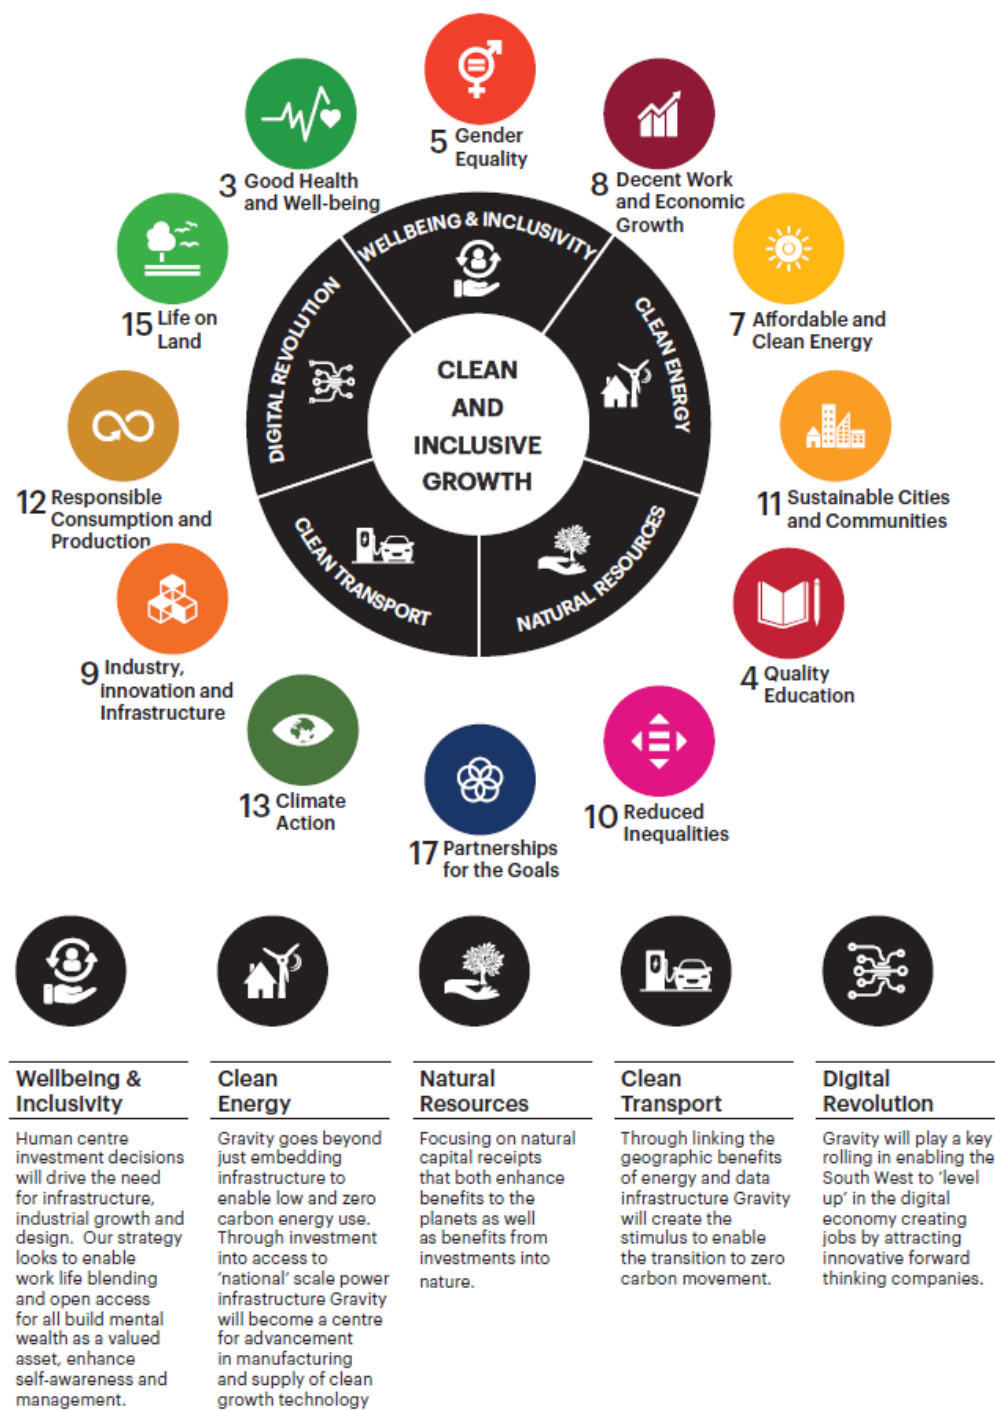 5 Gender
Equality
3 Good Health
and Well-being
8 Decent Work
and Economic
Growth
15 Life on
Land
7 Affordable and
Clean Energy
12 Responsible
Consumption and
Production
11 Sustainable Cities
and Communities
9 Industry,
Innovation and
Infrastructure
4 Quality
Education
13 Climate
Action
10 Reduced
Inequalities
17 Partnerships
for the Goals
WELLBEING & INCLUSIVITY
CLEAN ENERGY
NATURAL RESOURCES
CLEAN TRANSPORT
DIGITAL REVOLUTION
CLEAN
AND
INCLUSIVE
GROWTH
Wellbeing &
Inclusivity
Human centre
investment decisions
will drive the need
for infrastructure,
industrial growth and
design. Our strategy
looks to enable
work life blending
and open access
for all build mental
wealth as a valued
asset, enhance
self-awareness and
management.
Clean
Energy
Gravity goes beyond
just embedding
infrastructure to
enable low and zero
carbon energy use.
Through investment
into access to
‘national’ scale power
infrastructure Gravity
will become a centre
for advancement
in manufacturing
and supply of clean
growth technology
Natural
Resources
Focusing on natural
capital receipts
that both enhance
benefits to the
planets as well
as benefits from
investments into
nature.
Clean
Transport
Through linking the
geographic benefits
of energy and data
infrastructure Gravity
will create the
stimulus to enable
the transition to zero
carbon movement.
Digital
Revolution
Gravity will play a key
rolling in enabling the
South West to ‘level
up’ in the digital
economy creating
jobs by attracting
innovative forward
thinking companies.